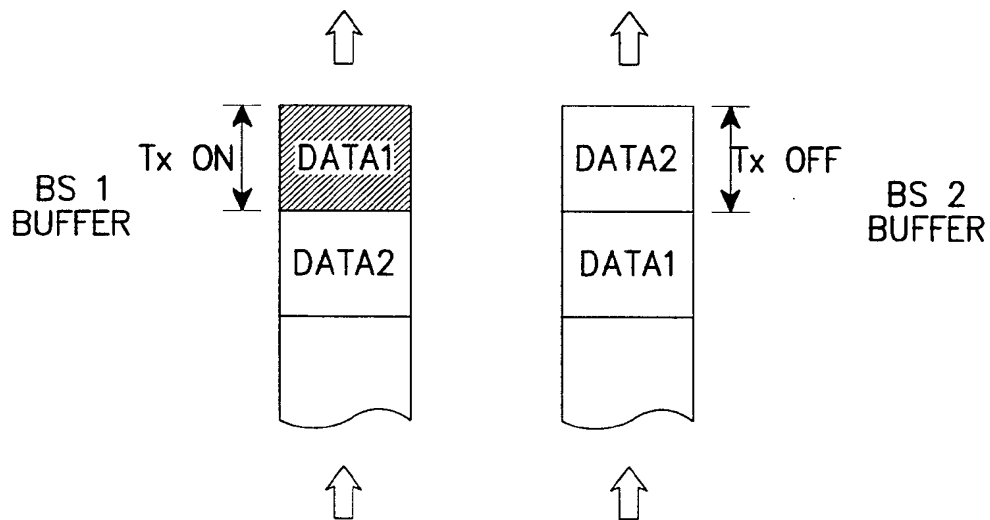 Tx ON
DATA1
DATA2
Tx OFF
BS 1
BUFFER
BS 2
BUFFER
DATA2
DATA1